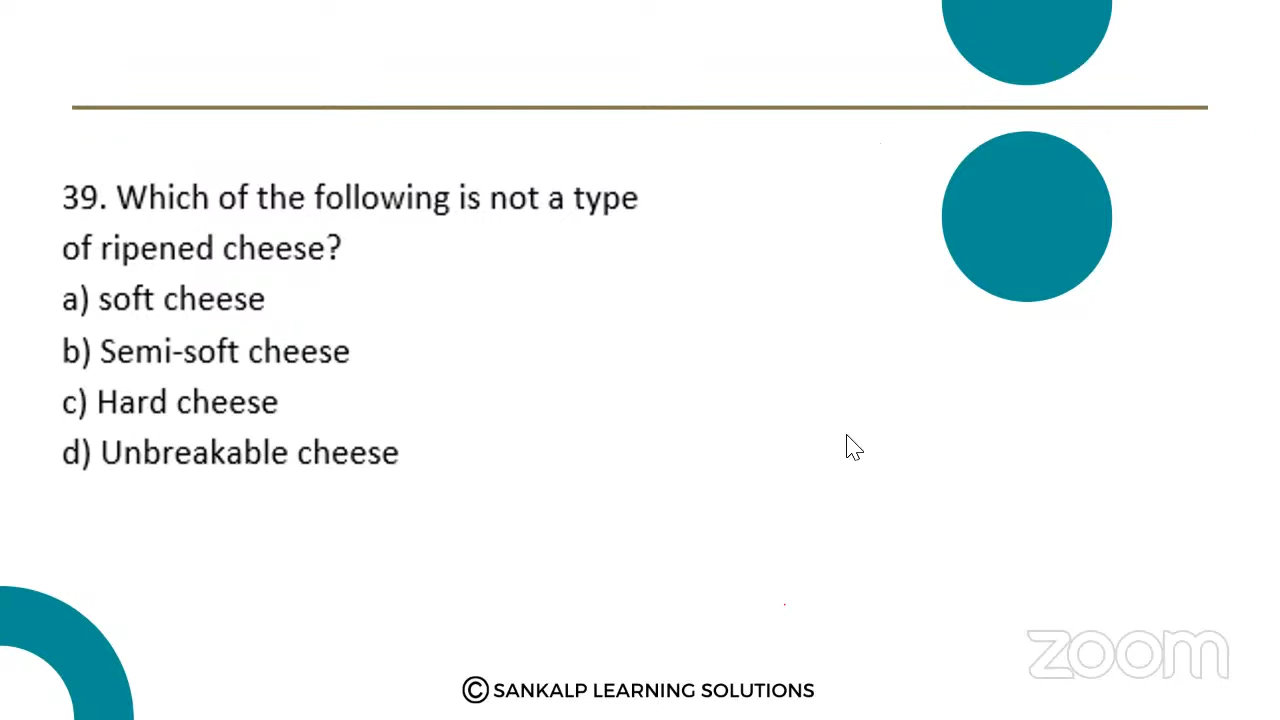 39. Which of the following is not a type
of ripened cheese?
a) soft cheese
b) Semi-soft cheese
c) Hard cheese
d) Unbreakable cheese
zoom
© SANKALP LEARNING SOLUTIONS